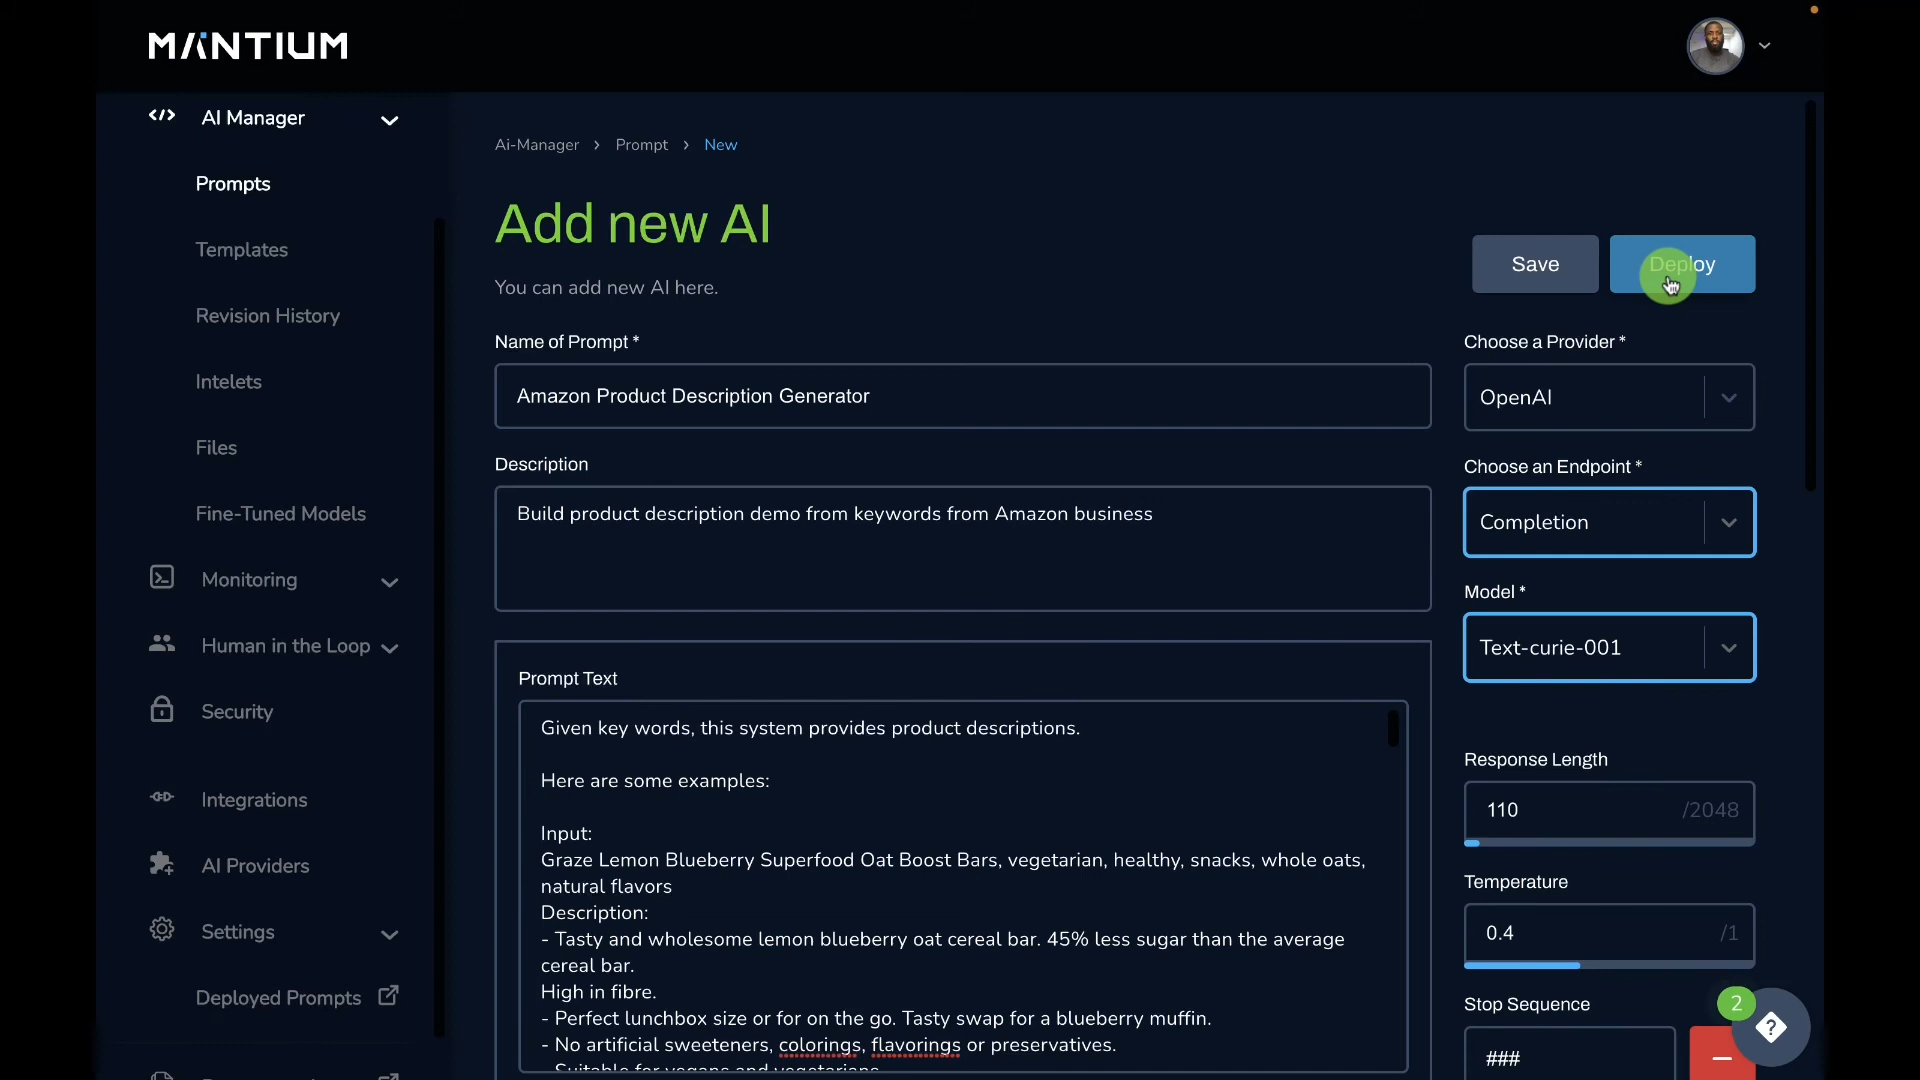 MANTIUM
AI Manager
Prompts
Templates
Revision History
Intelets
Files
Fine-Tuned Models
Monitoring
Human in the Loop
Security
Integrations
AI Providers
Settings
Deployed Prompts
Ai-Manager > Prompt > New
Add new AI
You can add new AI here.
Save
Deploy
Name of Prompt *
Amazon Product Description Generator
Description
Build product description demo from keywords from Amazon business
Prompt Text
Given key words, this system provides product descriptions.
Here are some examples:
Input:
Graze Lemon Blueberry Superfood Oat Boost Bars, vegetarian, healthy, snacks, whole oats,
natural flavors
Description:
- Tasty and wholesome lemon blueberry oat cereal bar. 45% less sugar than the average
cereal bar.
High in fibre.
- Perfect lunchbox size or for on the go. Tasty swap for a blueberry muffin.
- No artificial sweeteners, colorings, flavorings or preservatives.
- Suitable for vegans and vegetarians
Choose a Provider *
OpenAI
Choose an Endpoint *
Completion
Model *
Text-curie-001
Response Length
110 /2048
Temperature
0.4 /1
Stop Sequence
###
2
?